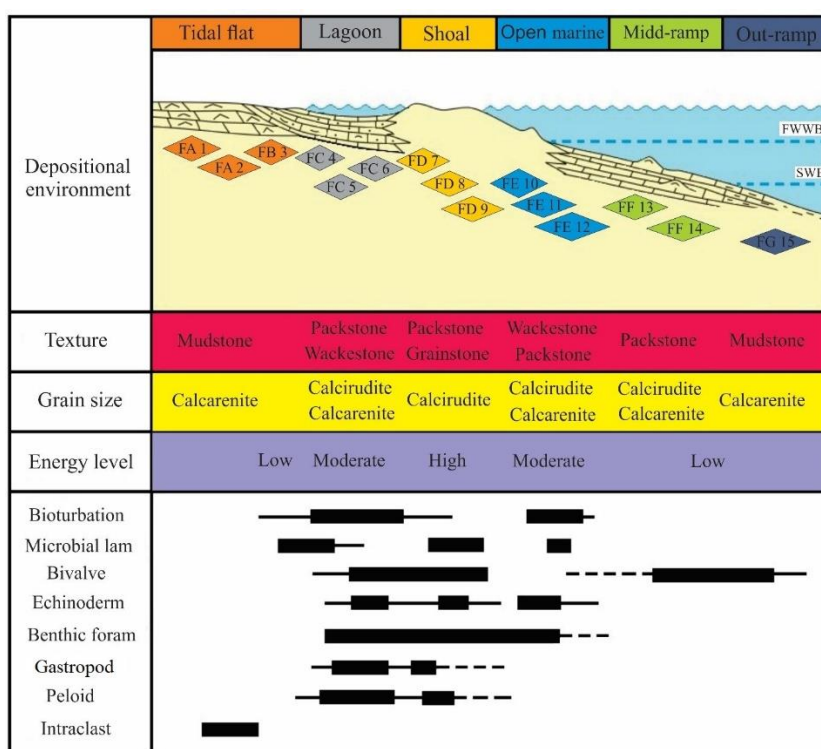 Tidal flat Lagoon Shoal Open marine Midd-ramp Out-ramp
FWWB
SWB
Depositional
environment
FA 1 FA 2 FB 3 FC 4 FC 5 FC 6 FD 7 FD 8 FD 9 FE 10 FE 11 FE 12 FF 13 FF 14 FG 15
Texture
Mudstone
Packstone
Wackestone
Packstone
Grainstone
Wackestone
Packstone
Packstone
Mudstone
Grain size
Calcarenite
Calcirudite
Calcarenite
Calcirudite
Calcirudite
Calcarenite
Calcirudite
Calcarenite
Calcarenite
Energy level
Low Moderate High Moderate Low
Bioturbation
Microbial lam
Bivalve
Echinoderm
Benthic foram
Gastropod
Peloid
Intraclast